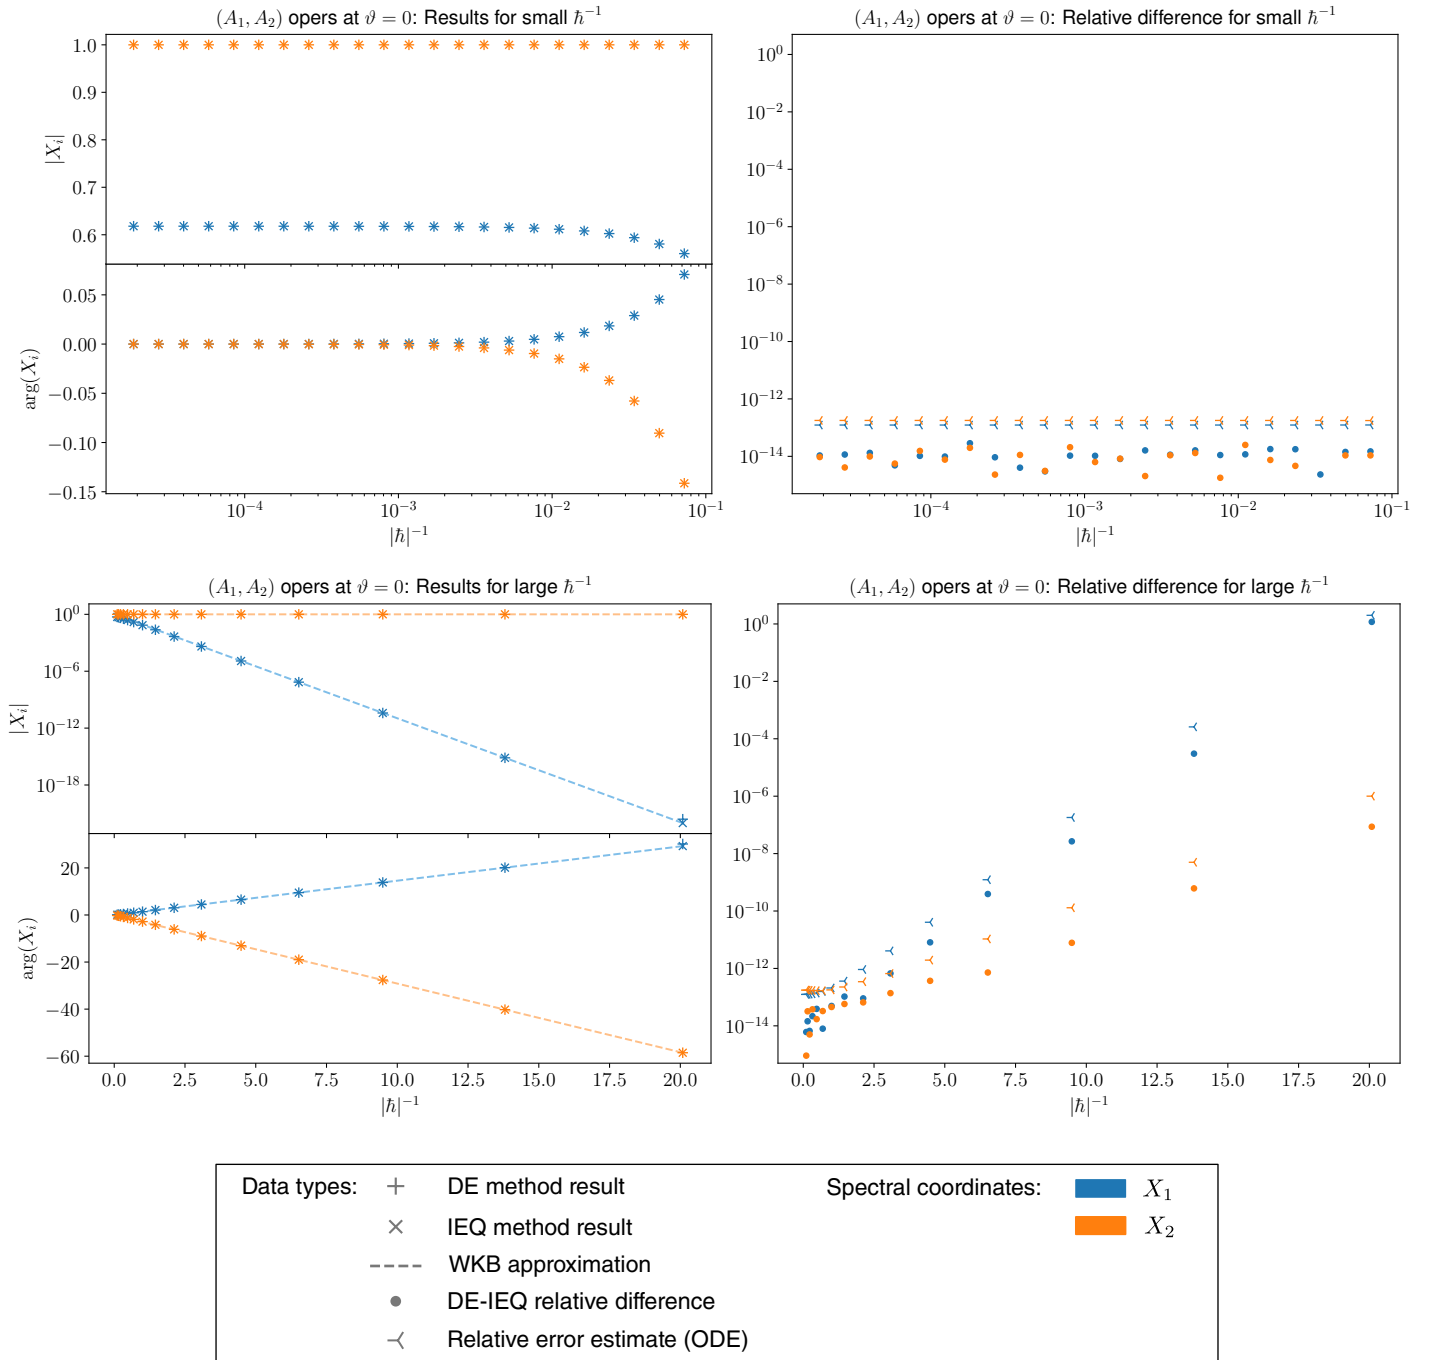 (A₁, A₂) opers at ϑ = 0: Results for small ħ⁻¹
|Xᵢ|
1.0
0.9
0.8
0.7
0.6
arg(Xᵢ)
0.05
0.00
−0.05
−0.10
−0.15
10⁻⁴ 10⁻³ 10⁻² 10⁻¹
|ħ|⁻¹
(A₁, A₂) opers at ϑ = 0: Relative difference for small ħ⁻¹
10⁰
10⁻²
10⁻⁴
10⁻⁶
10⁻⁸
10⁻¹⁰
10⁻¹²
10⁻¹⁴
10⁻⁴ 10⁻³ 10⁻² 10⁻¹
|ħ|⁻¹
(A₁, A₂) opers at ϑ = 0: Results for large ħ⁻¹
|Xᵢ|
10⁰
10⁻⁶
10⁻¹²
10⁻¹⁸
arg(Xᵢ)
20
0
−20
−40
−60
0.0 2.5 5.0 7.5 10.0 12.5 15.0 17.5 20.0
|ħ|⁻¹
(A₁, A₂) opers at ϑ = 0: Relative difference for large ħ⁻¹
10⁰
10⁻²
10⁻⁴
10⁻⁶
10⁻⁸
10⁻¹⁰
10⁻¹²
10⁻¹⁴
0.0 2.5 5.0 7.5 10.0 12.5 15.0 17.5 20.0
|ħ|⁻¹
Data types:
DE method result
IEQ method result
WKB approximation
DE-IEQ relative difference
Relative error estimate (ODE)
Spectral coordinates:
X₁
X₂